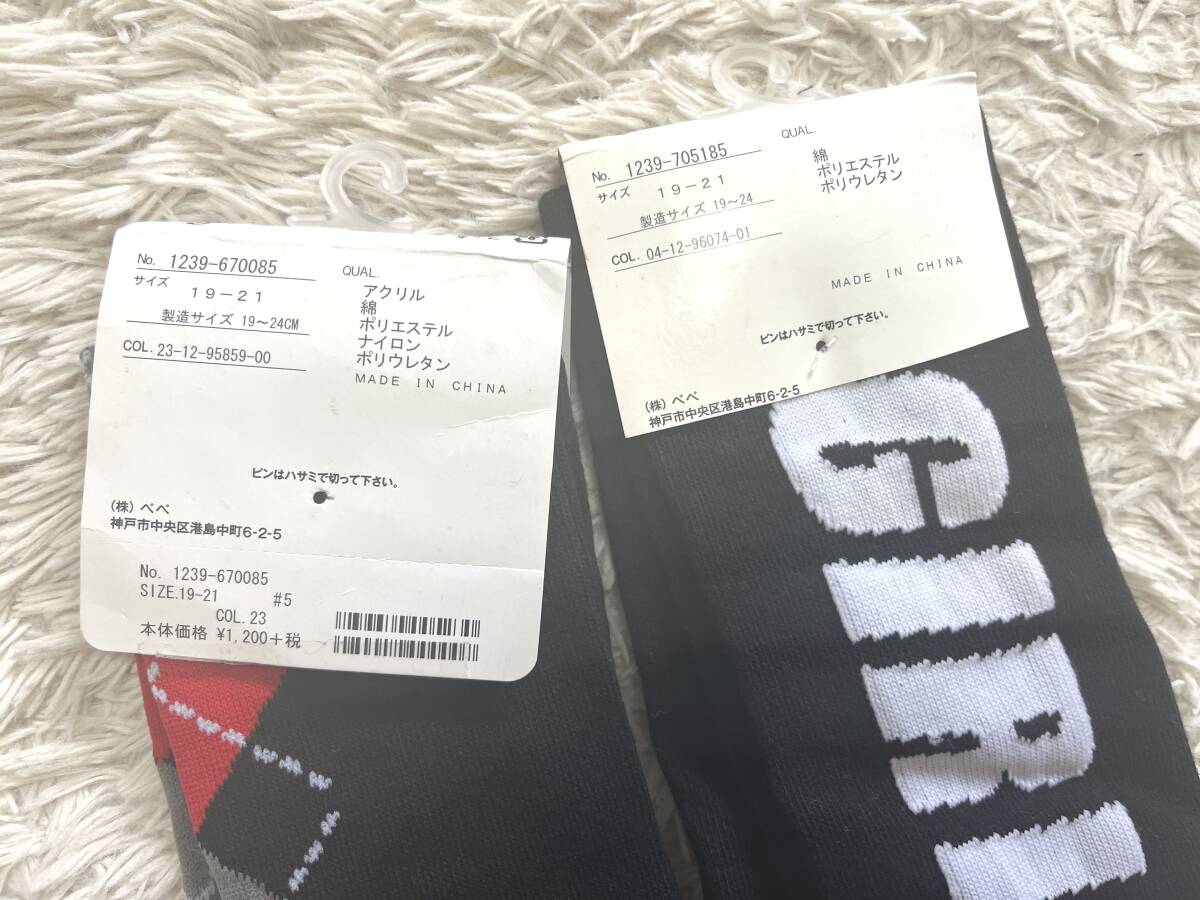 No. 1239-670085
サイズ
19-21
製造サイズ 19~24CM
COL. 23-12-95859-00
QUAL.
アクリル
綿
ポリエステル
ナイロン
ポリウレタン
MADE IN CHINA
ピンはハサミで切って下さい。
(株) べべ
神戸市中央区港島中町6-2-5
No. 1239-670085
SIZE.19-21 #5
COL. 23
本体価格 ¥1,200+税
No. 1239-705185
サイズ 19-21
製造サイズ 19~24
COL. 04-12-96074-01
QUAL.
綿
ポリエステル
ポリウレタン
MADE IN CHINA
ピンはハサミで切って下さい。
(株) べべ
神戸市中央区港島中町6-2-5
GIRL